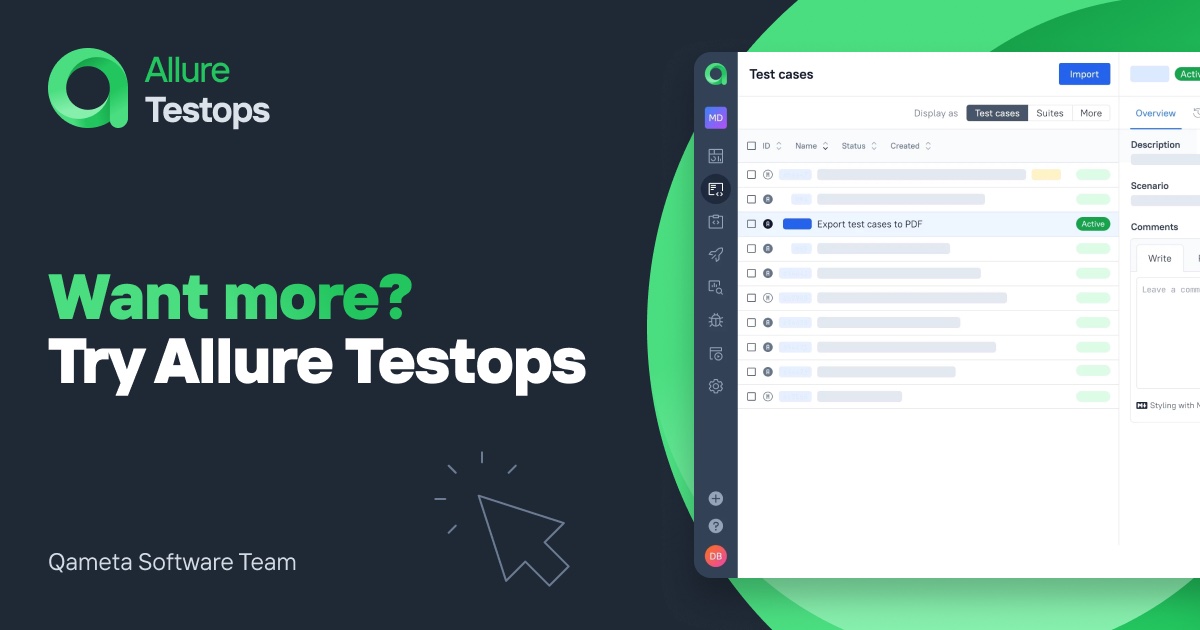 Allure
Testops
Want more?
Try Allure Testops
Qameta Software Team
MD
DB
Test cases
Import
Display as
Test cases
Suites
More
ID
Name
Status
Created
Export test cases to PDF
Active
Overview
Description
Scenario
Comments
Write
Leave a
Styling with